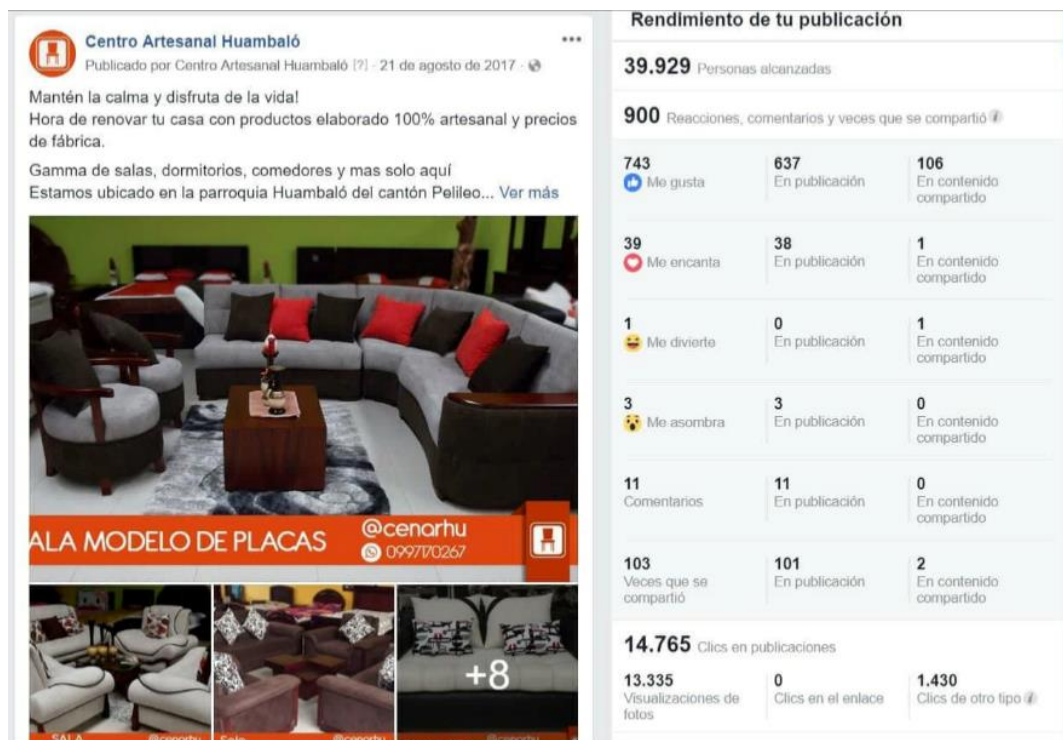 Centro Artesanal Huambaló
Publicado por Centro Artesanal Huambaló [?] · 21 de agosto de 2017 ·
Mantén la calma y disfruta de la vida!
Hora de renovar tu casa con productos elaborado 100% artesanal y precios
de fábrica.
Gamma de salas, dormitorios, comedores y mas solo aquí
Estamos ubicado en la parroquia Huambaló del cantón Pelileo... Ver más
ALA MODELO DE PLACAS
@cenarhu
0997170267
+8
SALA
@cenarhu
Sala
@cenarhu
@cenarhu
Rendimiento de tu publicación
39.929 Personas alcanzadas
900 Reacciones, comentarios y veces que se compartió
743 637 106
Me gusta En publicación En contenido
compartido
39 38 1
Me encanta En publicación En contenido
compartido
1 0 1
Me divierte En publicación En contenido
compartido
3 3 0
Me asombra En publicación En contenido
compartido
11 11 0
Comentarios En publicación En contenido
compartido
103 101 2
Veces que se En publicación En contenido
compartió compartido
14.765 Clics en publicaciones
13.335 0 1.430
Visualizaciones de Clics en el enlace Clics de otro tipo
fotos